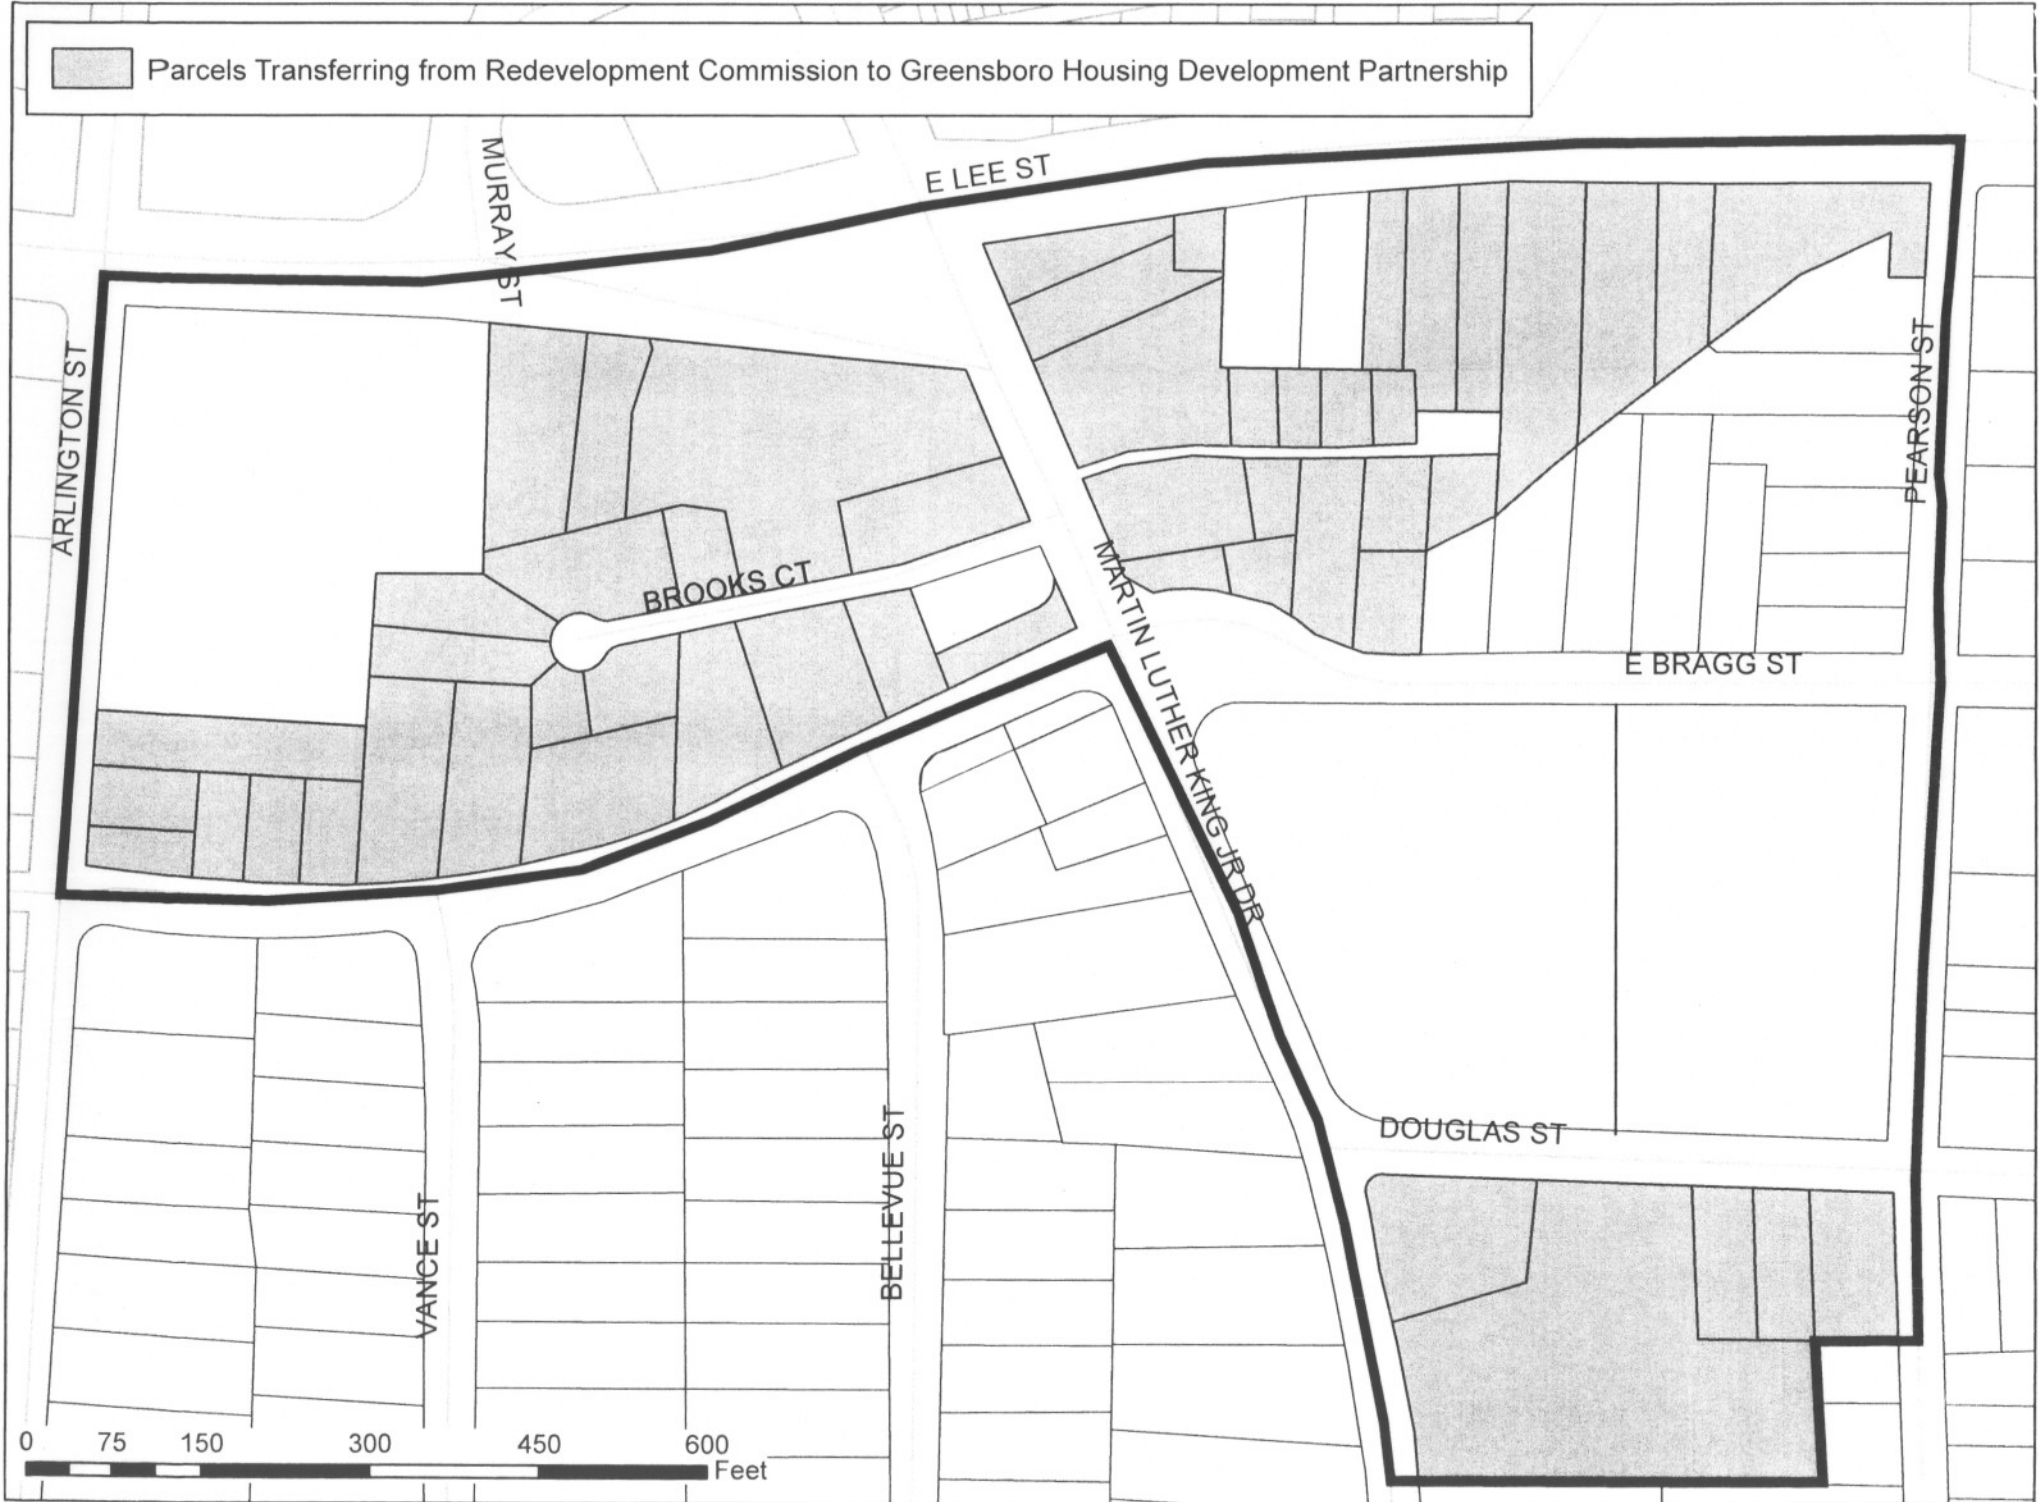 Parcels Transferring from Redevelopment Commission to Greensboro Housing Development Partnership
MURRAY ST
E LEE ST
ARLINGTON ST
PEARSON ST
BROOKS CT
MARTIN LUTHER KING JR DR
E BRAGG ST
DOUGLAS ST
VANCE ST
BELLEVUE ST
0 75 150 300 450 600
Feet